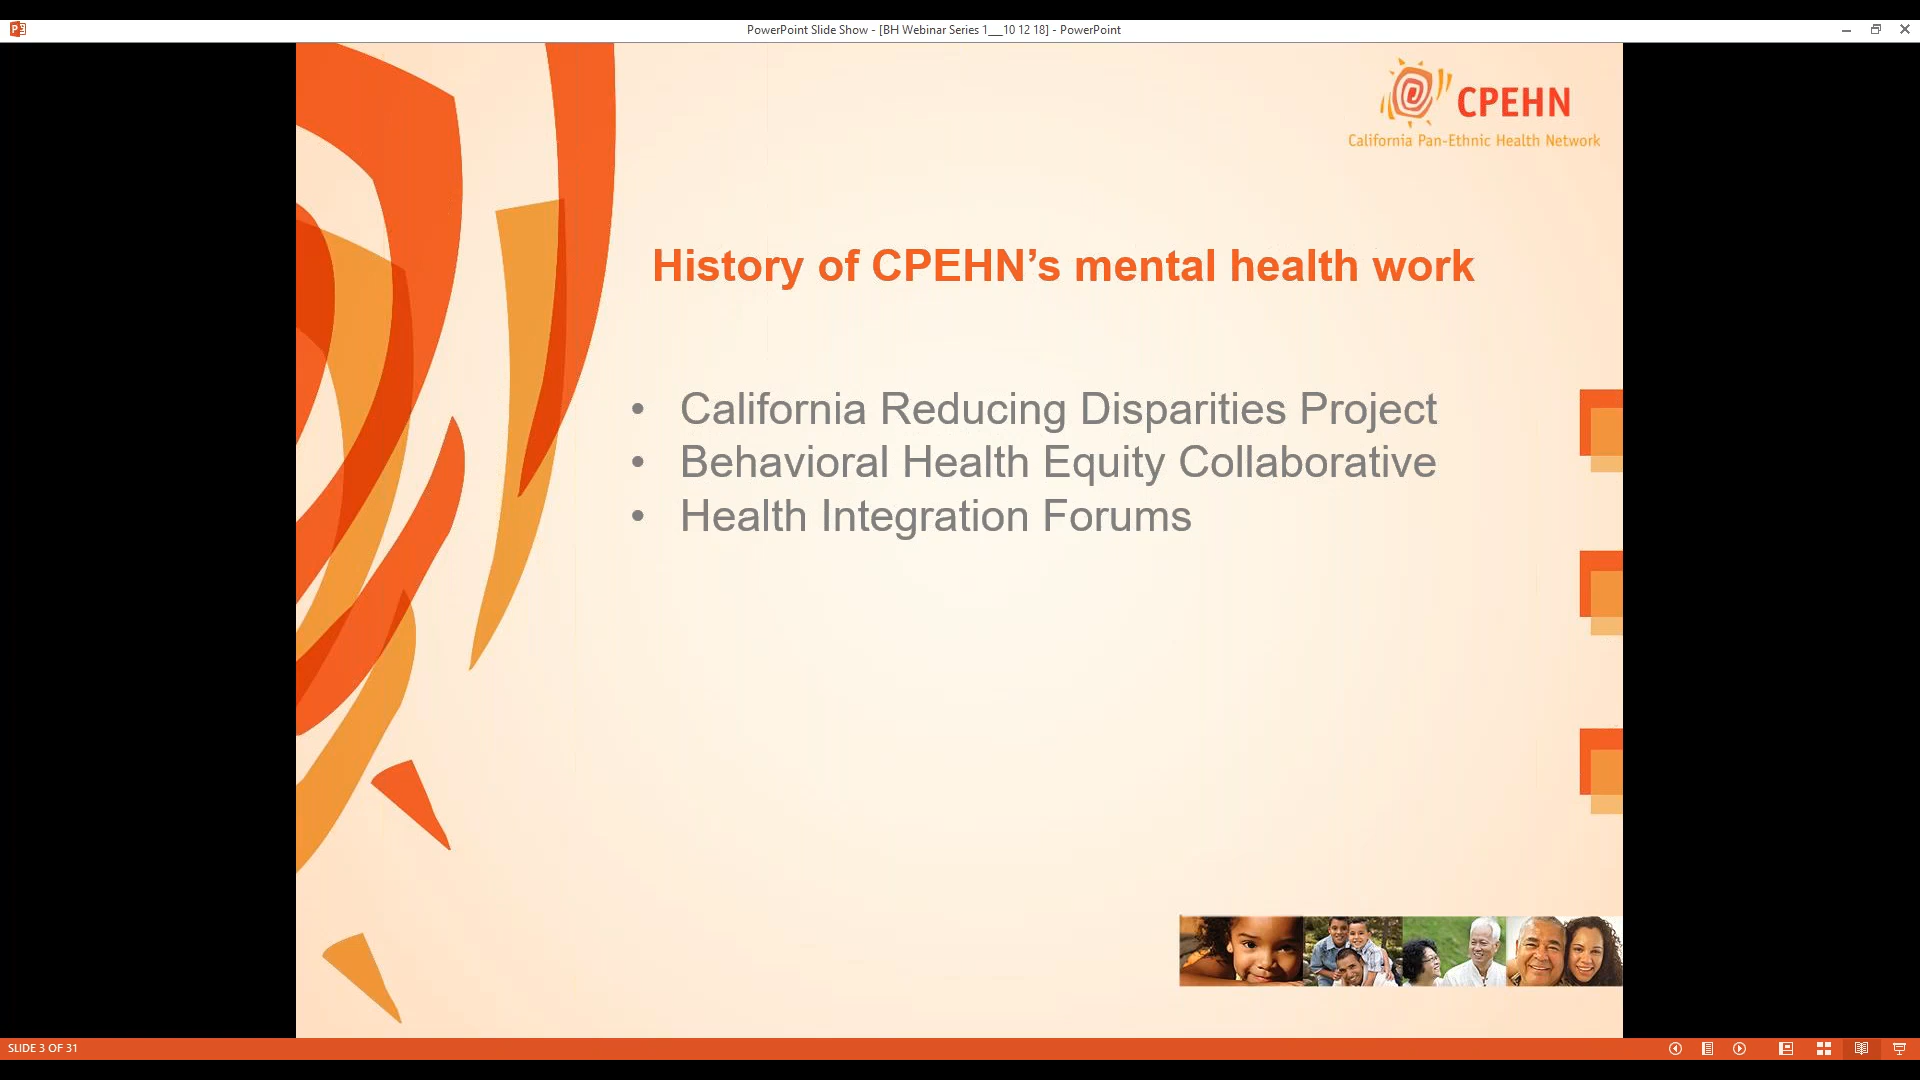 PowerPoint Slide Show - [BH Webinar Series 1___10 12 18] - PowerPoint
CPEHN
California Pan-Ethnic Health Network
History of CPEHN’s mental health work
• California Reducing Disparities Project
• Behavioral Health Equity Collaborative
• Health Integration Forums
SLIDE 3 OF 31